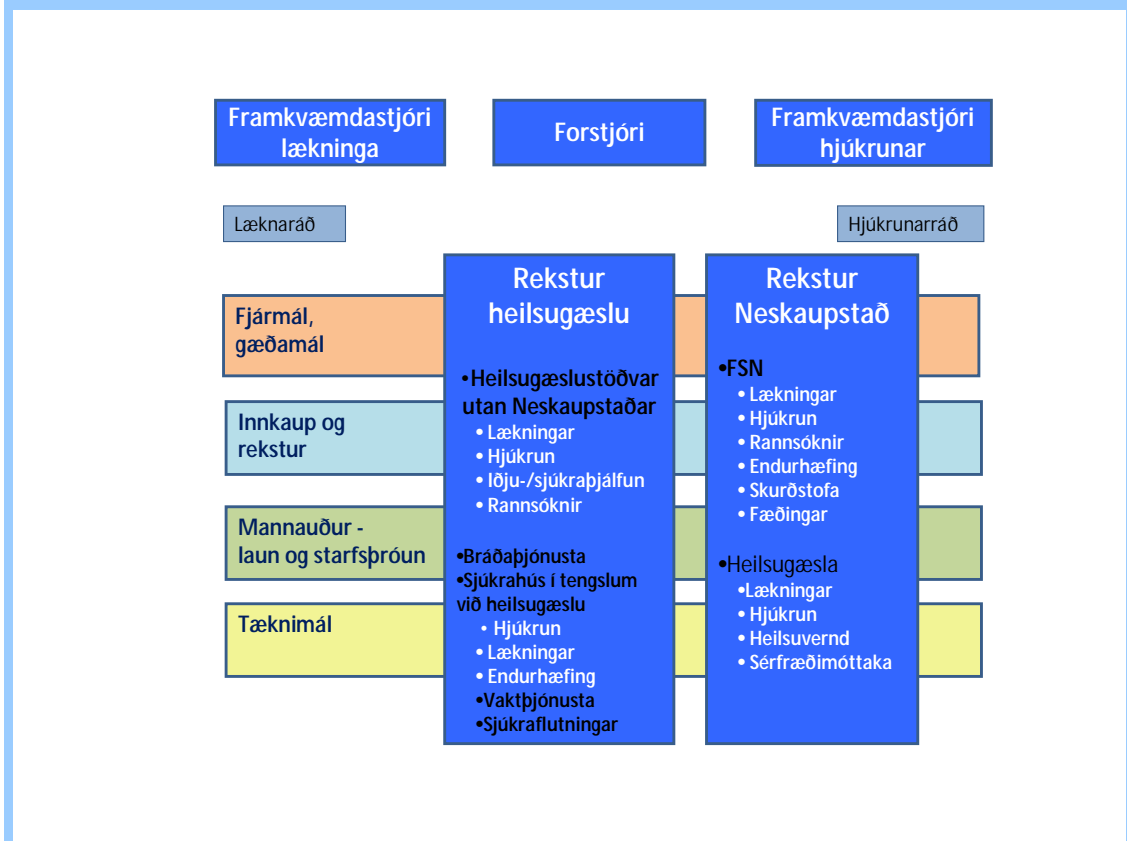 Framkvæmdastjóri
lækninga
Forstjóri
Framkvæmdastjóri
hjúkrunar
Læknaráð
Hjúkrunarráð
Fjármál,
gæðamál
Innkaup og
rekstur
Mannauður -
laun og starfsþróun
Tæknimál
Rekstur
heilsugæslu
•Heilsugæslustöðvar
utan Neskaupstaðar
• Lækningar
• Hjúkrun
• Iðju-/sjúkraþjálfun
• Rannsóknir
•Bráðaþjónusta
•Sjúkrahús í tengslum
við heilsugæslu
• Hjúkrun
• Lækningar
• Endurhæfing
•Vaktþjónusta
•Sjúkraflutningar
Rekstur
Neskaupstað
•FSN
• Lækningar
• Hjúkrun
• Rannsóknir
• Endurhæfing
• Skurðstofa
• Fæðingar
•Heilsugæsla
•Lækningar
• Hjúkrun
• Heilsuvernd
• Sérfræðimóttaka